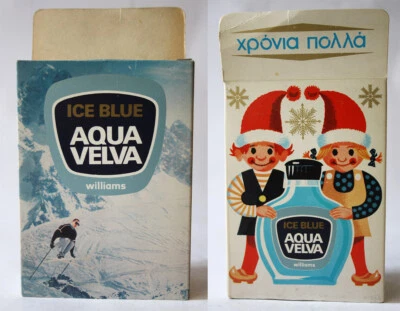 ICE BLUE
AQUA
VELVA
williams
χρόνια πολλά
ICE BLUE
AQUA
VELVA
williams